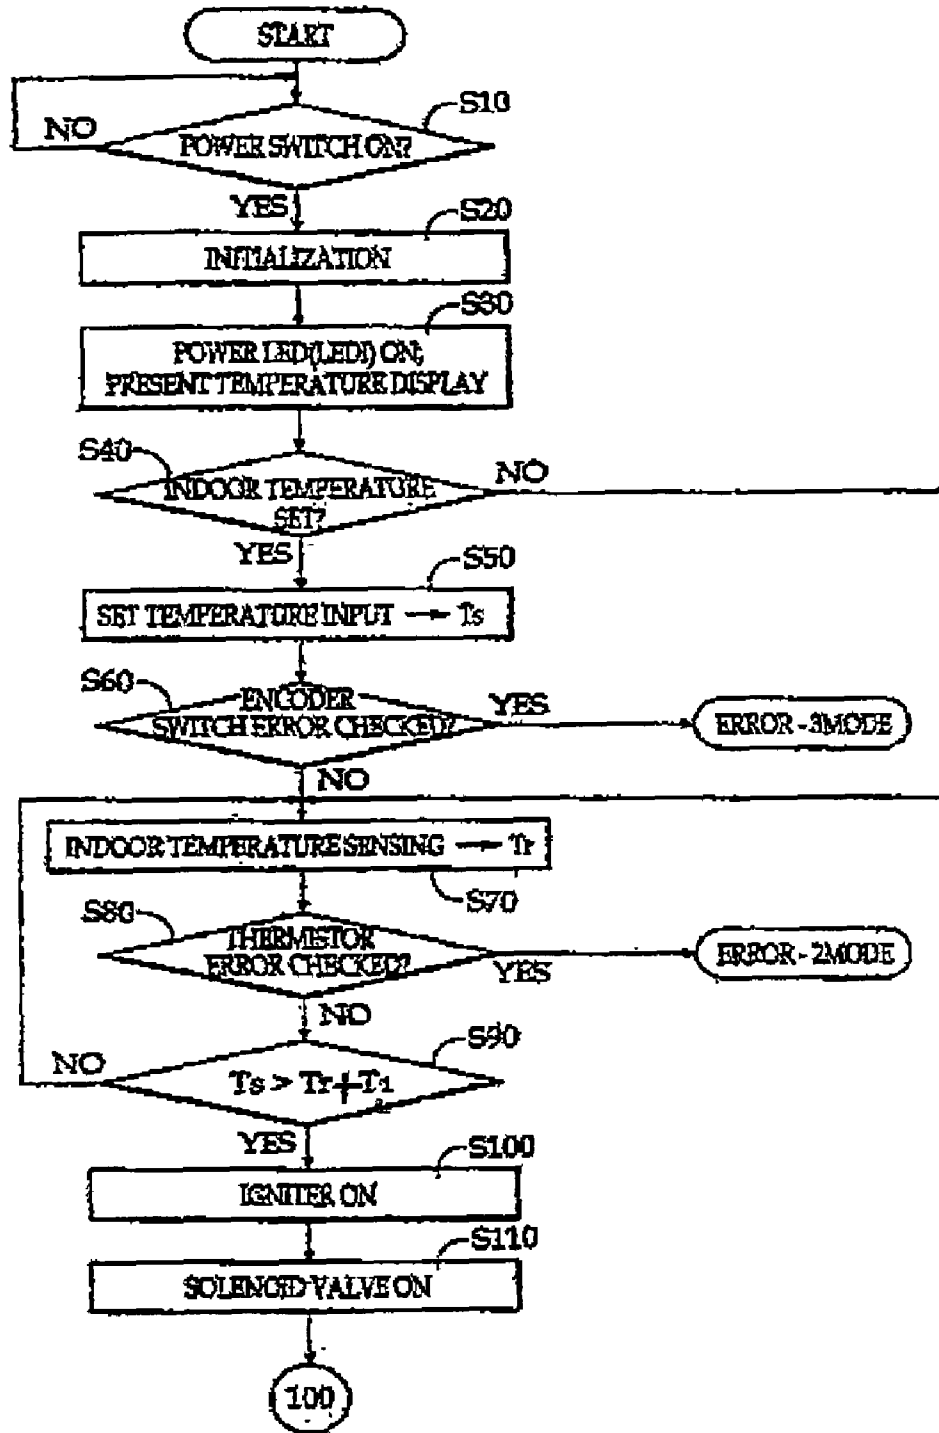 START
S10
NO
POWER SWITCH ON?
YES
S20
INITIALIZATION
S30
POWER LED(LED1) ON;
PRESENT TEMPERATURE DISPLAY
S40
NO
INDOOR TEMPERATURE
SET?
YES
S50
SET TEMPERATURE INPUT → Ts
S60
ENCODER
SWITCH ERROR CHECKED?
YES
ERROR - 3MODE
NO
INDOOR TEMPERATURE SENSING → Tr
S70
S80
THERMISTOR
ERROR CHECKED?
YES
ERROR - 2MODE
NO
S90
NO
Ts > Tr + T1
YES
S100
IGNITER ON
S110
SOLENOID VALVE ON
100